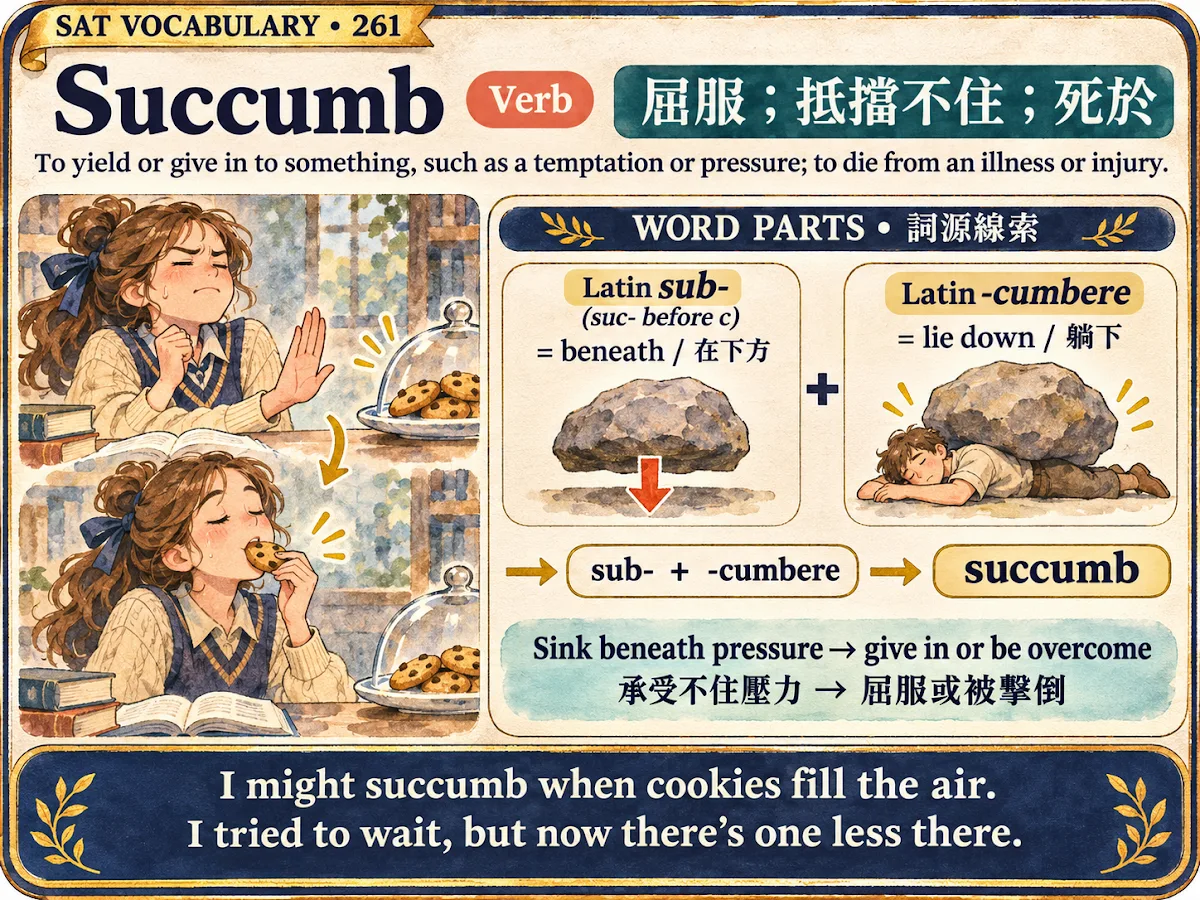 SAT VOCABULARY • 261
Succumb
Verb
屈服；抵擋不住；死於
To yield or give in to something, such as a temptation or pressure; to die from an illness or injury.
WORD PARTS • 詞源線索
Latin sub-
(suc- before c)
= beneath / 在下方
+
Latin -cumbere
= lie down / 躺下
→ sub- + -cumbere → succumb
Sink beneath pressure → give in or be overcome
承受不住壓力 → 屈服或被擊倒
I might succumb when cookies fill the air.
I tried to wait, but now there's one less there.